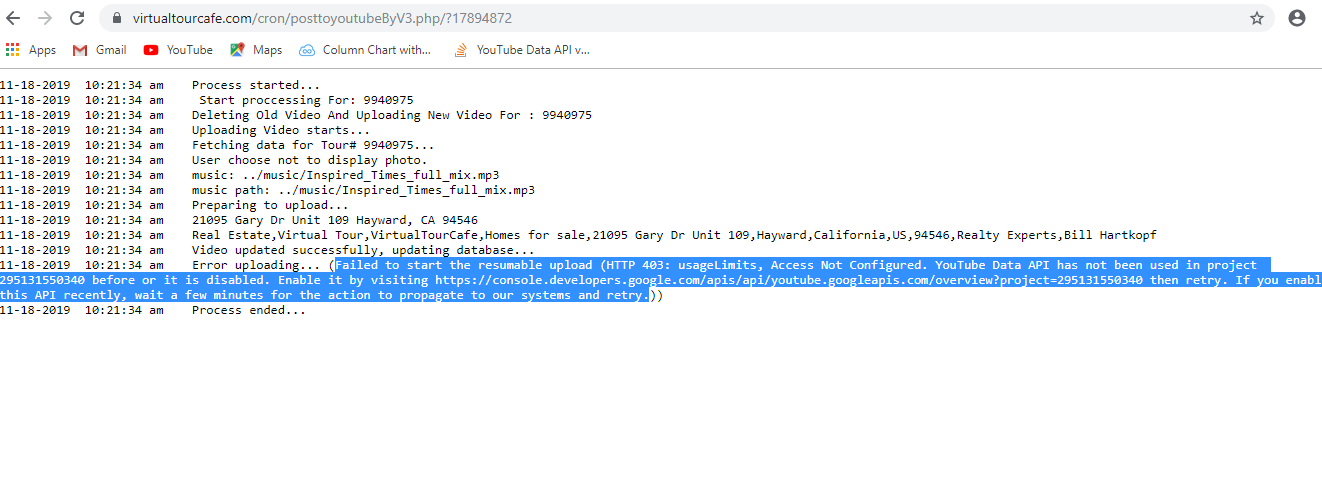 virtualtourcafe.com/cron/posttoyoutubeByV3.php/?17894872
Apps Gmail YouTube Maps Column Chart with... YouTube Data API v...
11-18-2019 10:21:34 am Process started...
11-18-2019 10:21:34 am Start proccessing For: 9940975
11-18-2019 10:21:34 am Deleting Old Video And Uploading New Video For : 9940975
11-18-2019 10:21:34 am Uploading Video starts...
11-18-2019 10:21:34 am Fetching data for Tour# 9940975...
11-18-2019 10:21:34 am User choose not to display photo.
11-18-2019 10:21:34 am music: ../music/Inspired_Times_full_mix.mp3
11-18-2019 10:21:34 am music path: ../music/Inspired_Times_full_mix.mp3
11-18-2019 10:21:34 am Preparing to upload...
11-18-2019 10:21:34 am 21095 Gary Dr Unit 109 Hayward, CA 94546
11-18-2019 10:21:34 am Real Estate,Virtual Tour,VirtualTourCafe,Homes for sale,21095 Gary Dr Unit 109,Hayward,California,US,94546,Realty Experts,Bill Hartkopf
11-18-2019 10:21:34 am Video updated successfully, updating database...
11-18-2019 10:21:34 am Error uploading... (Failed to start the resumable upload (HTTP 403: usageLimits, Access Not Configured. YouTube Data API has not been used in project
295131550340 before or it is disabled. Enable it by visiting https://console.developers.google.com/apis/api/youtube.googleapis.com/overview?project=295131550340 then retry. If you enabl
this API recently, wait a few minutes for the action to propagate to our systems and retry.))
11-18-2019 10:21:34 am Process ended...